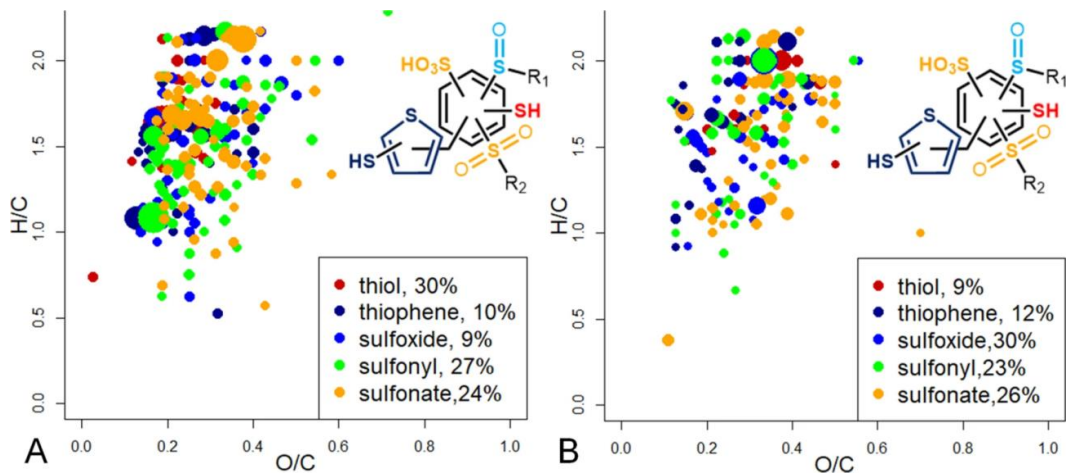 2.0
1.5
1.0
0.5
0.0
H/C
HO₃S
O
S
R₁
S
SH
HS
O
S
O
R₂
thiol, 30%
thiophene, 10%
sulfoxide, 9%
sulfonyl, 27%
sulfonate,24%
A
0.0 0.2 0.4 0.6 0.8 1.0
O/C
2.0
1.5
1.0
0.5
0.0
H/C
HO₃S
O
S
R₁
S
SH
HS
O
S
O
R₂
thiol, 9%
thiophene, 12%
sulfoxide,30%
sulfonyl,23%
sulfonate,26%
B
0.0 0.2 0.4 0.6 0.8 1.0
O/C